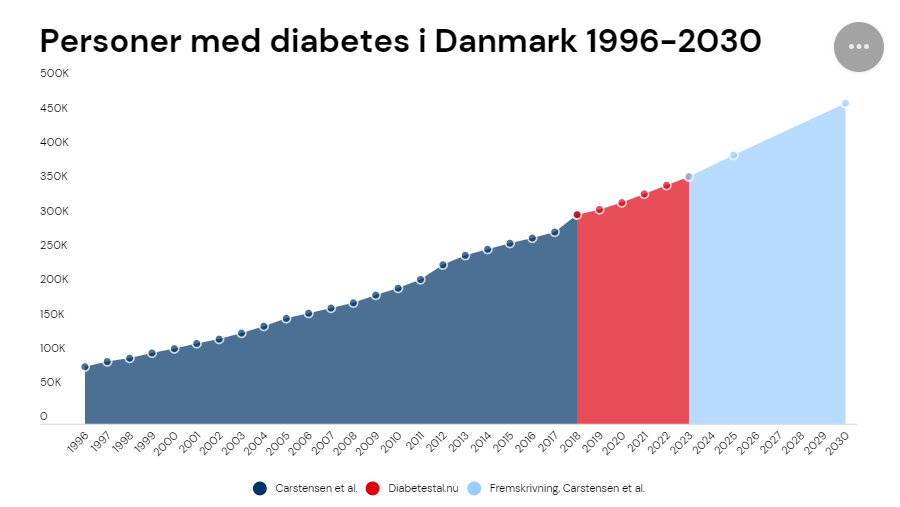 Personer med diabetes i Danmark 1996-2030
500K
450K
400K
350K
300K
250K
200K
150K
100K
50K
0
1996 1997 1998 1999 2000 2001 2002 2003 2004 2005 2006 2007 2008 2009 2010 2011 2012 2013 2014 2015 2016 2017 2018 2019 2020 2021 2022 2023 2024 2025 2026 2027 2028 2029 2030
Carstensen et al. Diabetestal.nu Fremskrivning, Carstensen et al.